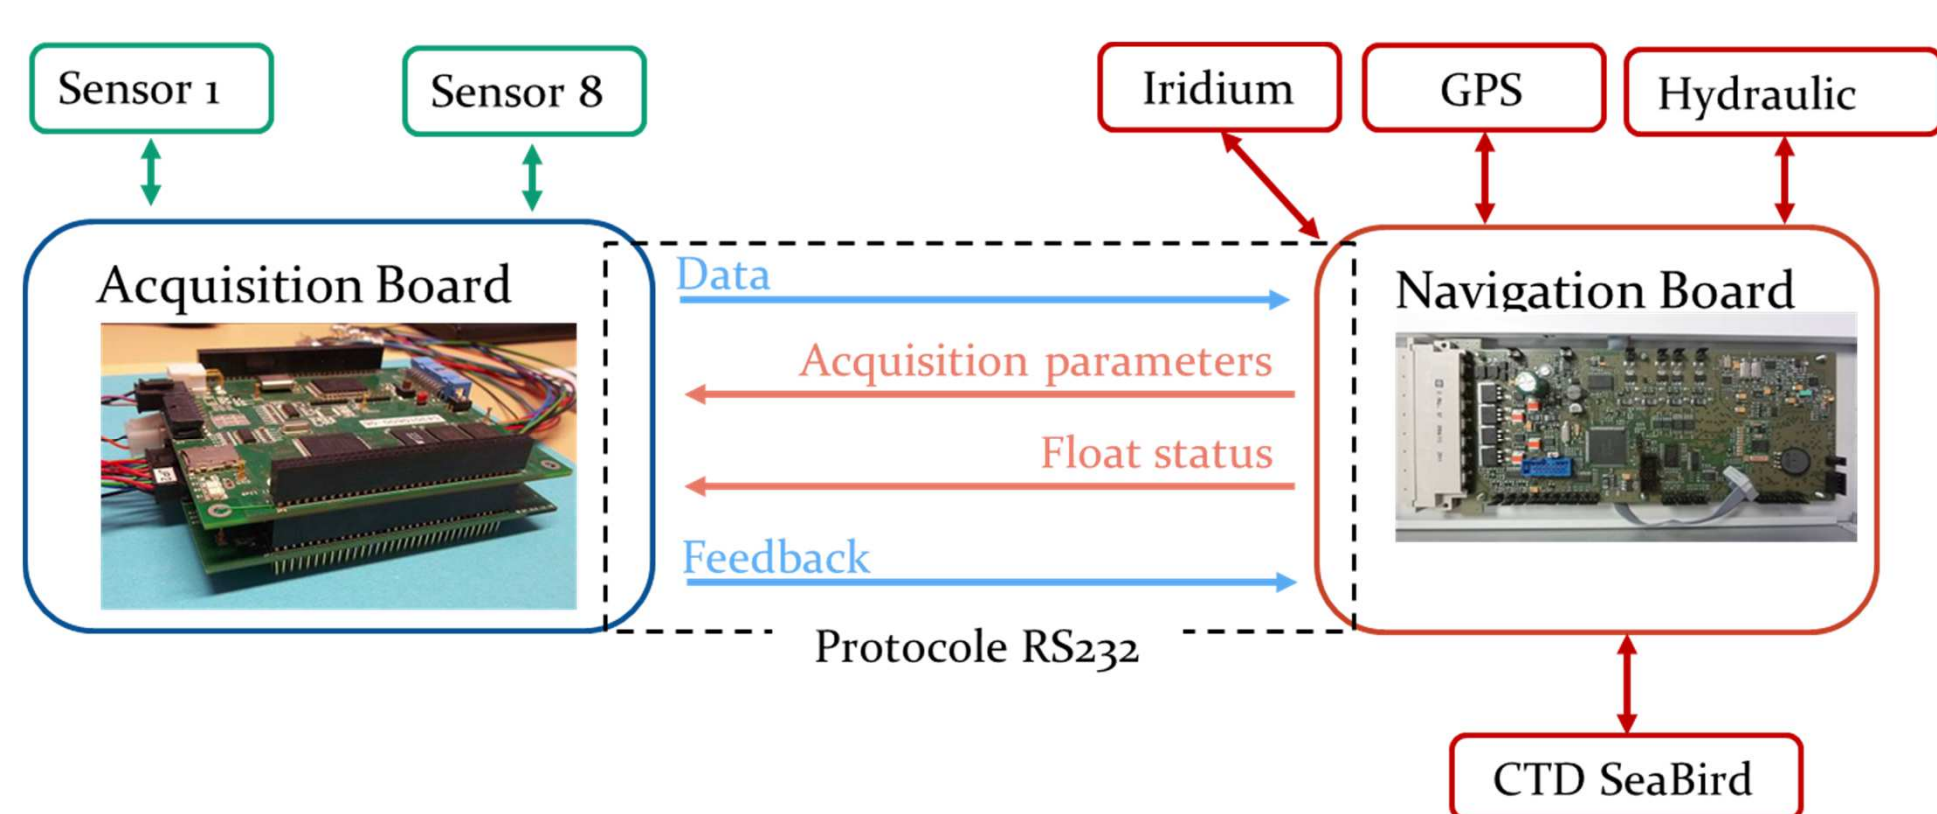 Sensor 1
Sensor 8
Iridium
GPS
Hydraulic
Acquisition Board
Data
Acquisition parameters
Float status
Feedback
Protocole RS232
Navigation Board
CTD SeaBird